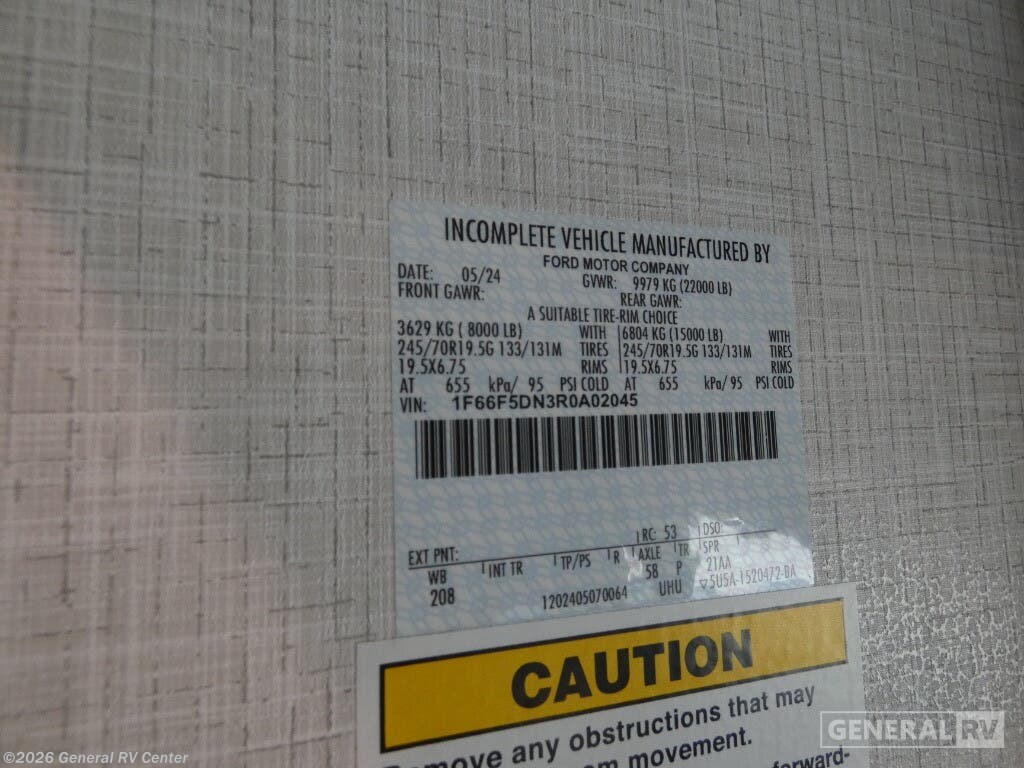 INCOMPLETE VEHICLE MANUFACTURED BY
FORD MOTOR COMPANY
DATE: 05/24 GVWR: 9979 KG (22000 LB)
FRONT GAWR: REAR GAWR:
A SUITABLE TIRE-RIM CHOICE
3629 KG ( 8000 LB) WITH 6804 KG (15000 LB) WITH
245/70R19.5G 133/131M TIRES 245/70R19.5G 133/131M TIRES
19.5X6.75 RIMS 19.5X6.75 RIMS
AT 655 kPa/ 95 PSI COLD AT 655 kPa/ 95 PSI COLD
VIN: 1F66F5DN3R0A02045
EXT PNT: RC: 53 DSO:
WB INT TR TP/PS R AXLE TR SPR
208 58 P 21AA
1202405070064 UHU ▽5U5A-1520472-BA
CAUTION
any obstructions that may
movement.
forward-
GENERAL RV
©2026 General RV Center